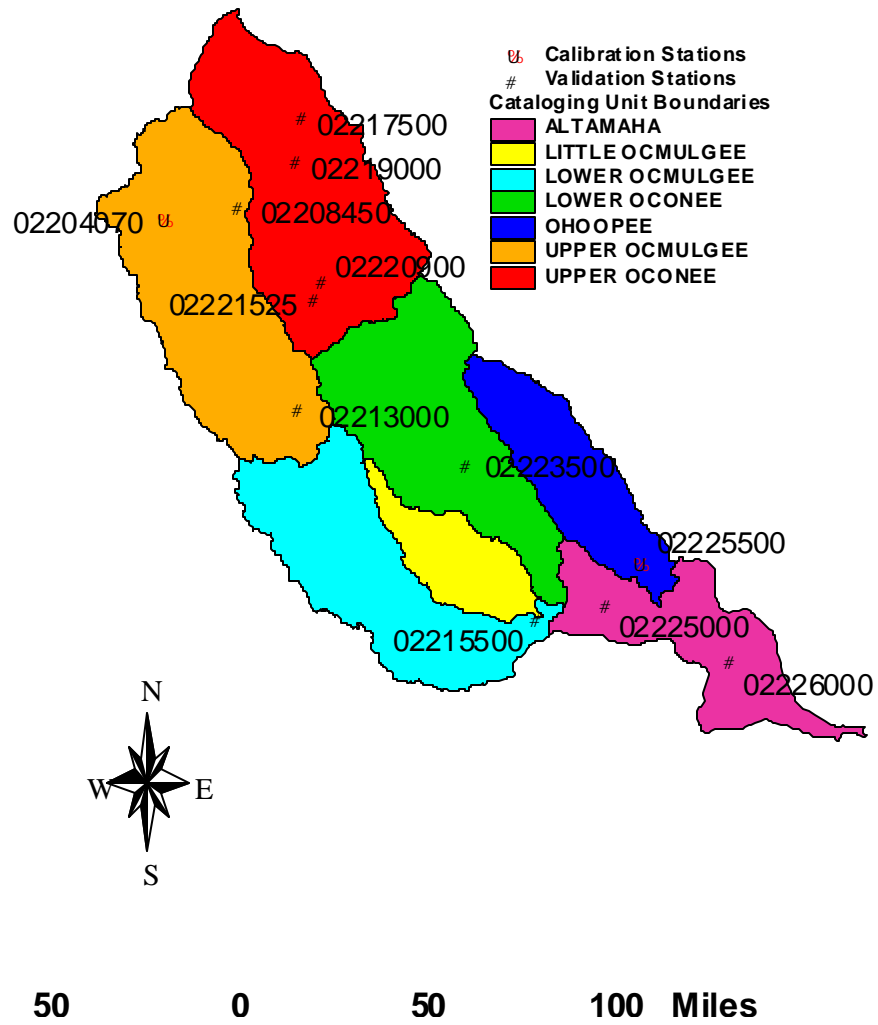 Calibration Stations
# Validation Stations
Cataloging Unit Boundaries
ALTAMAHA
LITTLE OCMULGEE
LOWER OCMULGEE
LOWER OCONEE
OHOOPEE
UPPER OCMULGEE
UPPER OCONEE
# 02217500
# 02219000
# 02208450
02204070
# 02220900
# 02221525
# 02213000
# 02223500
02225500
# 02225000
# 02215500
# 02226000
N
W E
S
50 0 50 100 Miles